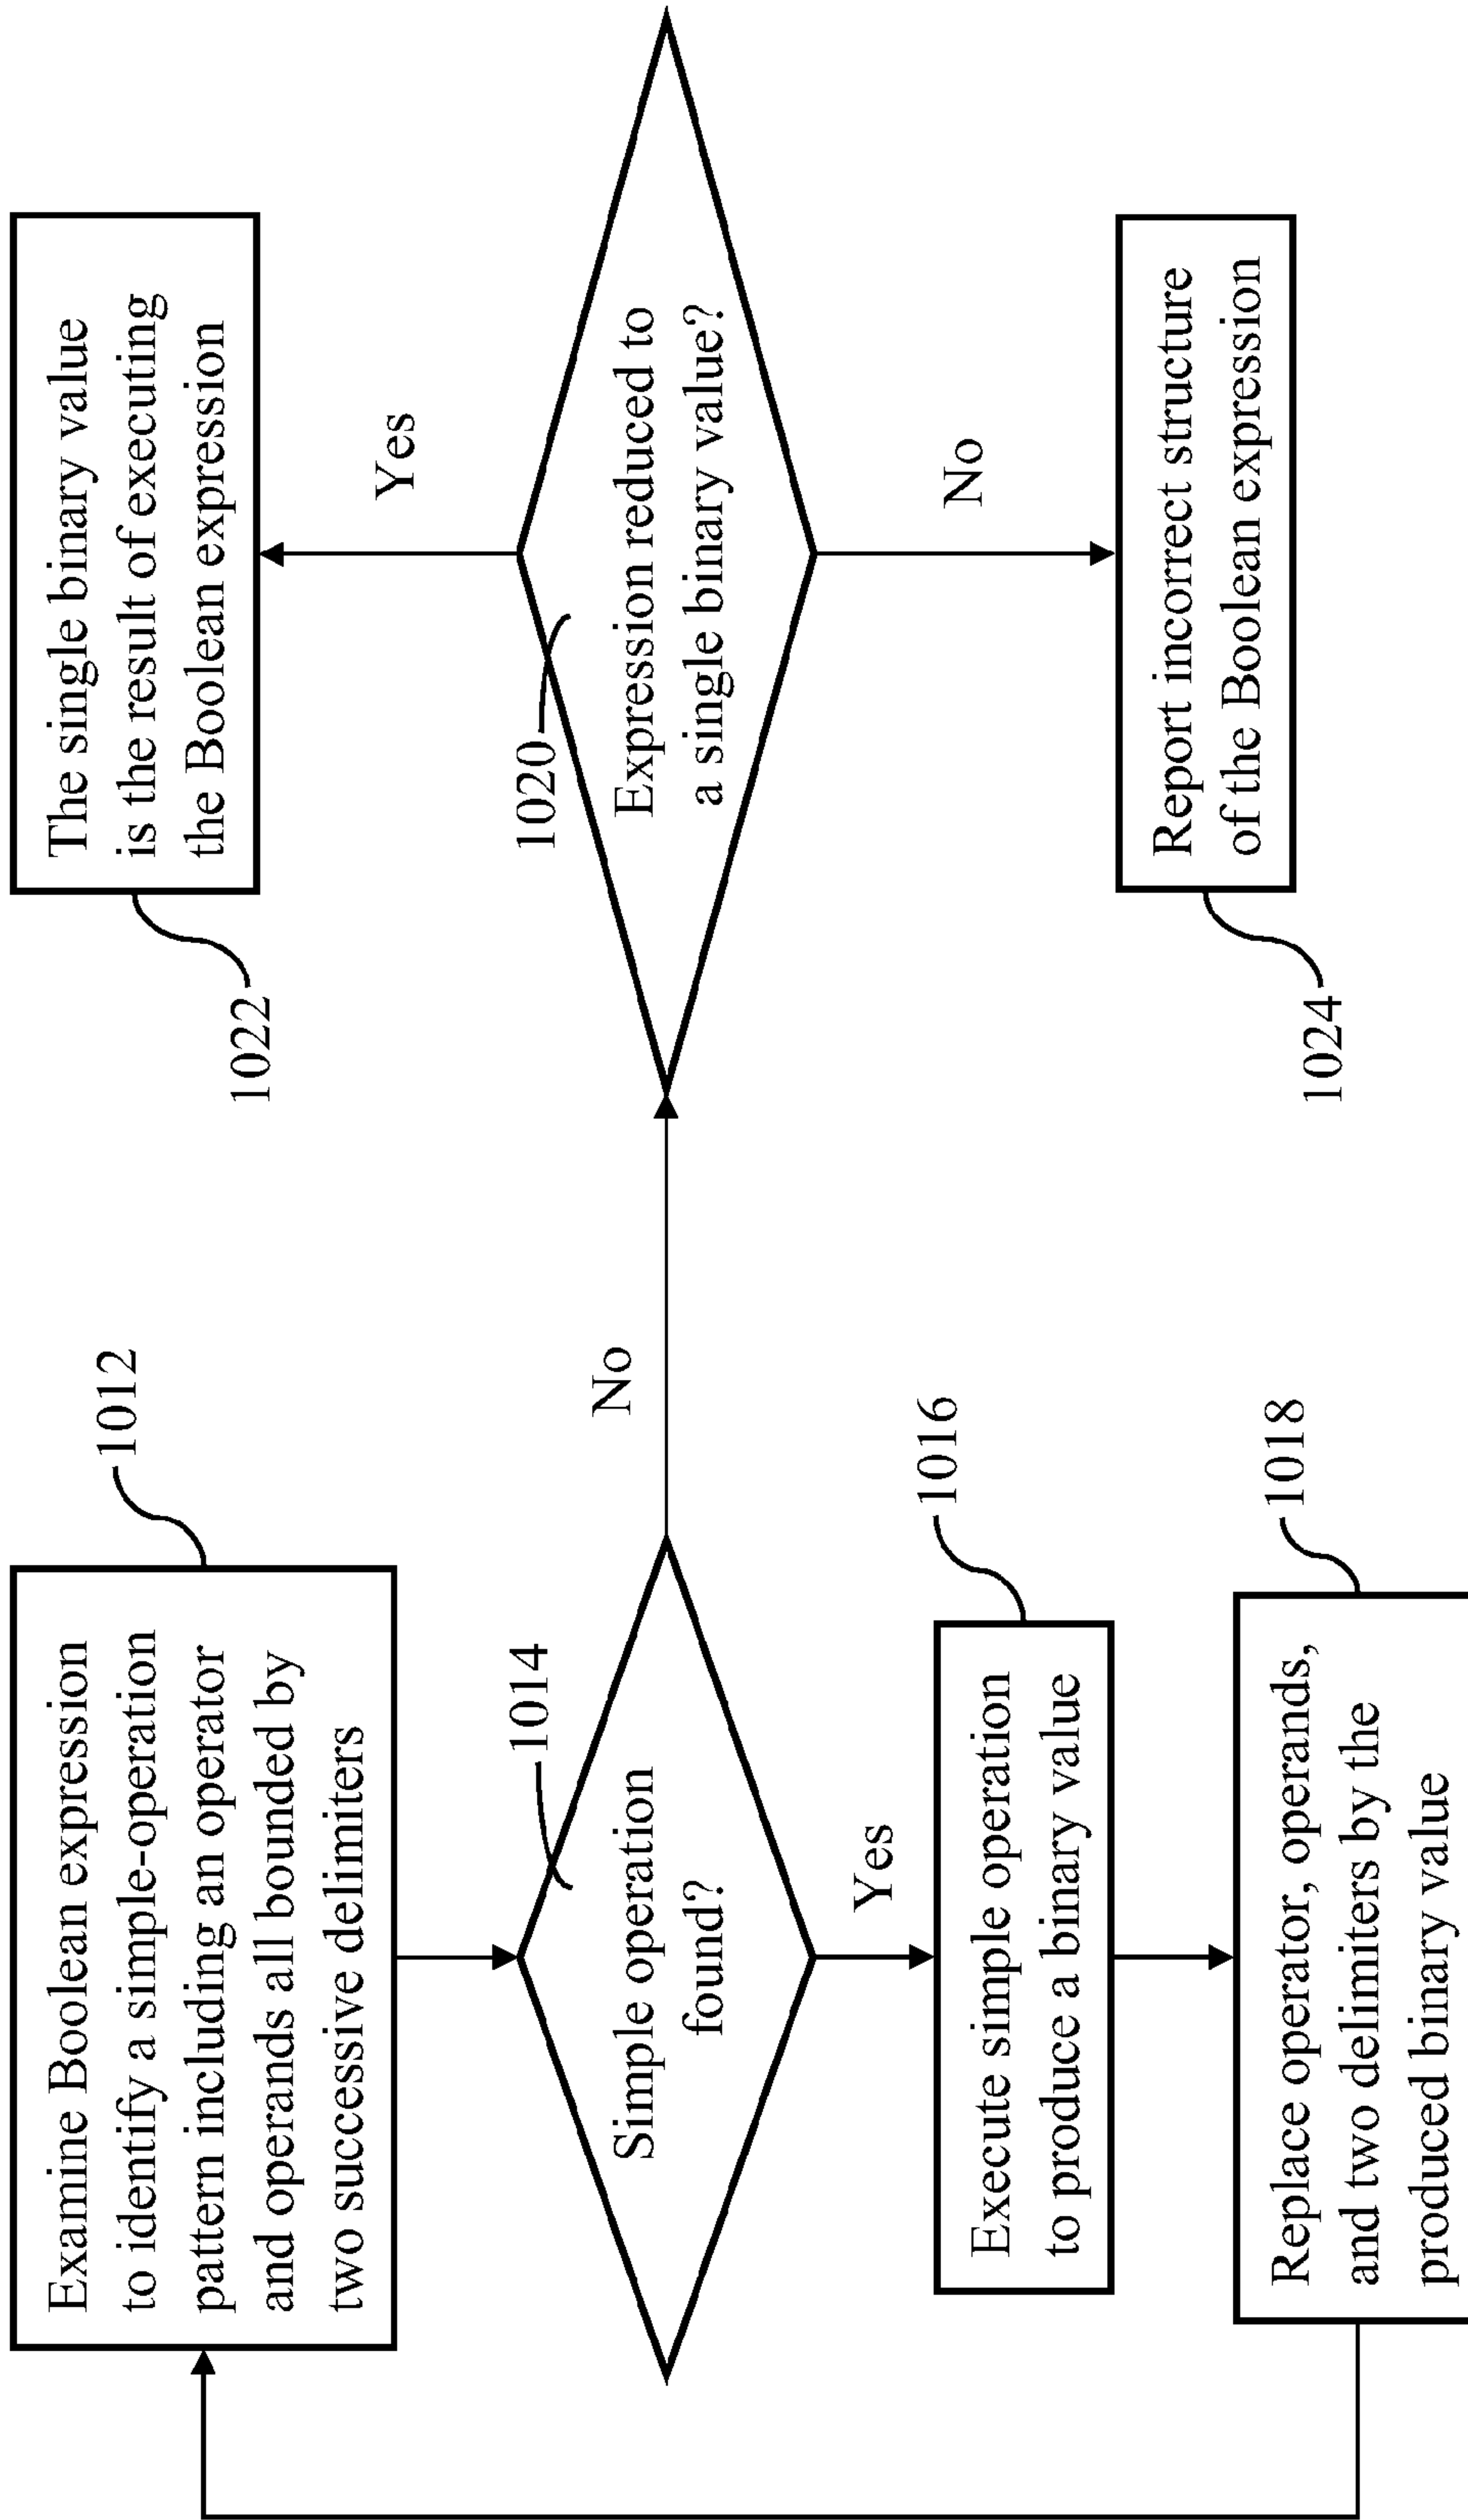 Examine Boolean expression
to identify a simple-operation
pattern including an operator
and operands all bounded by
two successive delimiters
1012
1014
Simple operation
found?
No
Yes
1016
Execute simple operation
to produce a binary value
1018
Replace operator, operands,
and two delimiters by the
produced binary value
1020
Expression reduced to
a single binary value?
Yes
1022
The single binary value
is the result of executing
the Boolean expression
No
1024
Report incorrect structure
of the Boolean expression